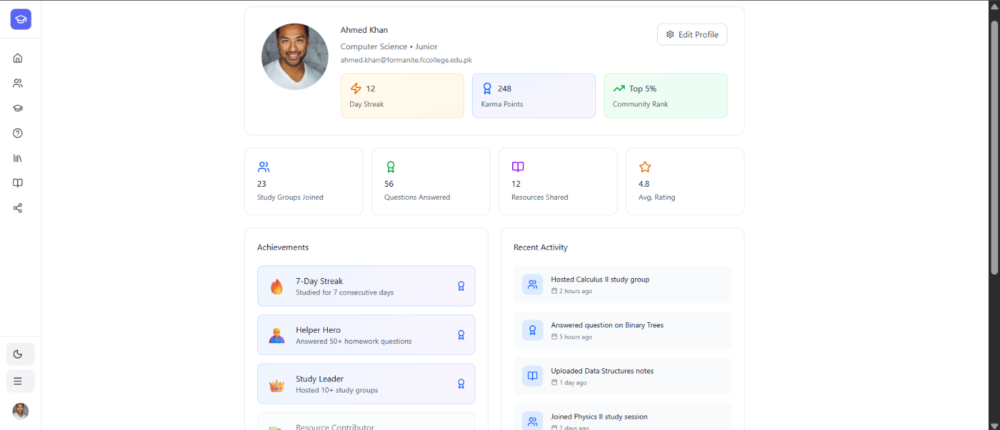 Ahmed Khan
Edit Profile
Computer Science • Junior
ahmed.khan@formanite.fccollege.edu.pk
12
Day Streak
248
Karma Points
Top 5%
Community Rank
23
Study Groups Joined
56
Questions Answered
12
Resources Shared
4.8
Avg. Rating
Achievements
7-Day Streak
Studied for 7 consecutive days
Helper Hero
Answered 50+ homework questions
Study Leader
Hosted 10+ study groups
Resource Contributor
Recent Activity
Hosted Calculus II study group
2 hours ago
Answered question on Binary Trees
5 hours ago
Uploaded Data Structures notes
1 day ago
Joined Physics II study session
2 days ago